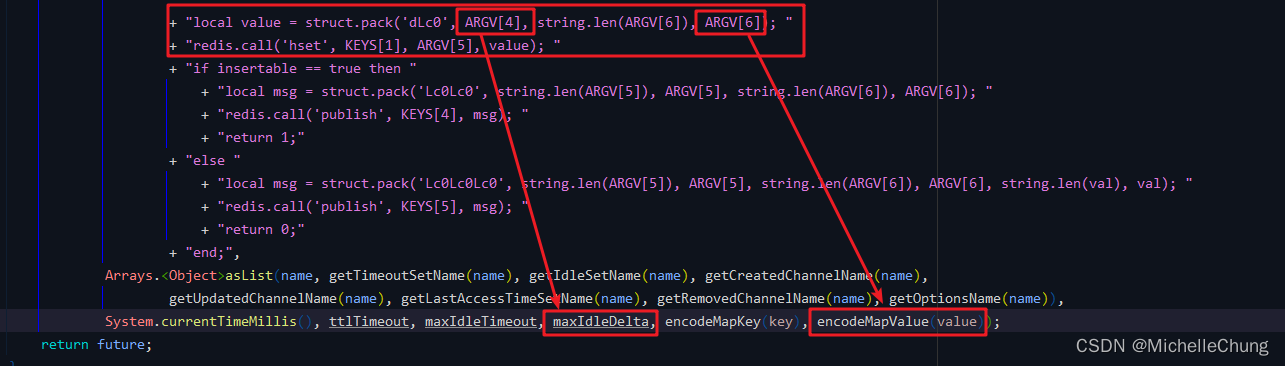 + "local value = struct.pack('dLc0', ARGV[4], string.len(ARGV[6]), ARGV[6]); "
+ "redis.call('hset', KEYS[1], ARGV[5], value); "
+ "if insertable == true then "
+ "local msg = struct.pack('Lc0Lc0', string.len(ARGV[5]), ARGV[5], string.len(ARGV[6]), ARGV[6]); "
+ "redis.call('publish', KEYS[4], msg); "
+ "return 1;"
+ "else "
+ "local msg = struct.pack('Lc0Lc0Lc0', string.len(ARGV[5]), ARGV[5], string.len(ARGV[6]), ARGV[6], string.len(val), val); "
+ "redis.call('publish', KEYS[5], msg); "
+ "return 0;"
+ "end;",
Arrays.<Object>asList(name, getTimeoutSetName(name), getIdleSetName(name), getCreatedChannelName(name),
getUpdatedChannelName(name), getLastAccessTimeSetName(name), getRemovedChannelName(name), getOptionsName(name)),
System.currentTimeMillis(), ttlTimeout, maxIdleTimeout, maxIdleDelta, encodeMapKey(key), encodeMapValue(value));
return future;
CSDN @MichelleChung